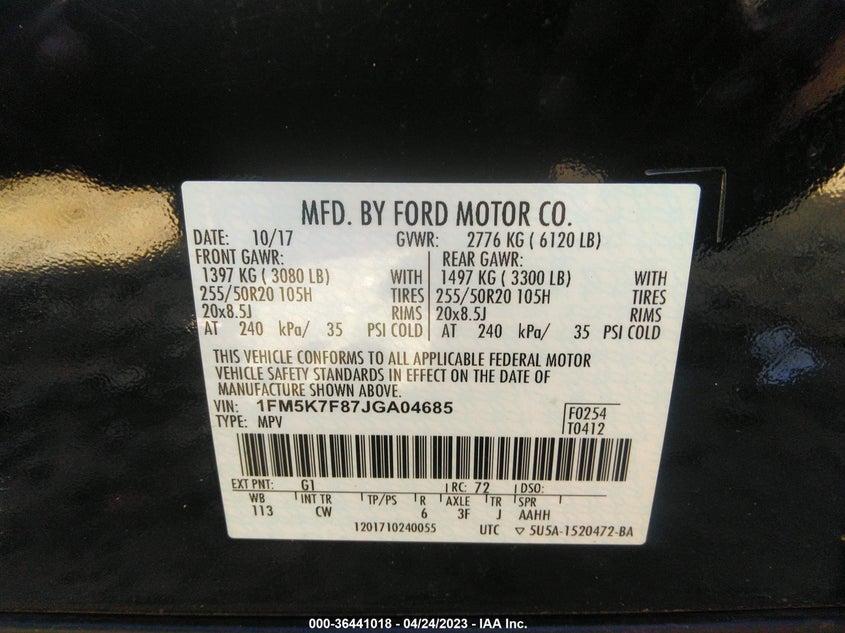 MFD. BY FORD MOTOR CO.
DATE: 10/17 GVWR: 2776 KG ( 6120 LB)
FRONT GAWR: REAR GAWR:
1397 KG ( 3080 LB) WITH 1497 KG ( 3300 LB) WITH
255/50R20 105H TIRES 255/50R20 105H TIRES
20x8.5J RIMS 20x8.5J RIMS
AT 240 kPa/ 35 PSI COLD AT 240 kPa/ 35 PSI COLD
THIS VEHICLE CONFORMS TO ALL APPLICABLE FEDERAL MOTOR
VEHICLE SAFETY STANDARDS IN EFFECT ON THE DATE OF
MANUFACTURE SHOWN ABOVE.
VIN: 1FM5K7F87JGA04685 F0254
TYPE: MPV T0412
EXT PNT: G1 RC: 72 DSO:
WB INT TR TP/PS R AXLE TR SPR
113 CW 6 3F J AAHH
1201710240055 UTC ▽ 5U5A-1520472-BA
000-36441018 - 04/24/2023 - IAA Inc.